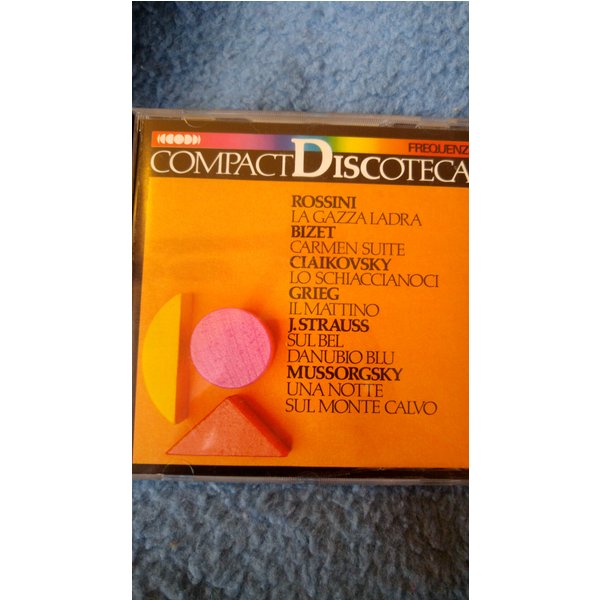 FREQUENZ
COMPACT DISCOTECA
ROSSINI
LA GAZZA LADRA
BIZET
CARMEN SUITE
CIAIKOVSKY
LO SCHIACCIANOCI
GRIEG
IL MATTINO
J. STRAUSS
SUL BEL
DANUBIO BLU
MUSSORGSKY
UNA NOTTE
SUL MONTE CALVO